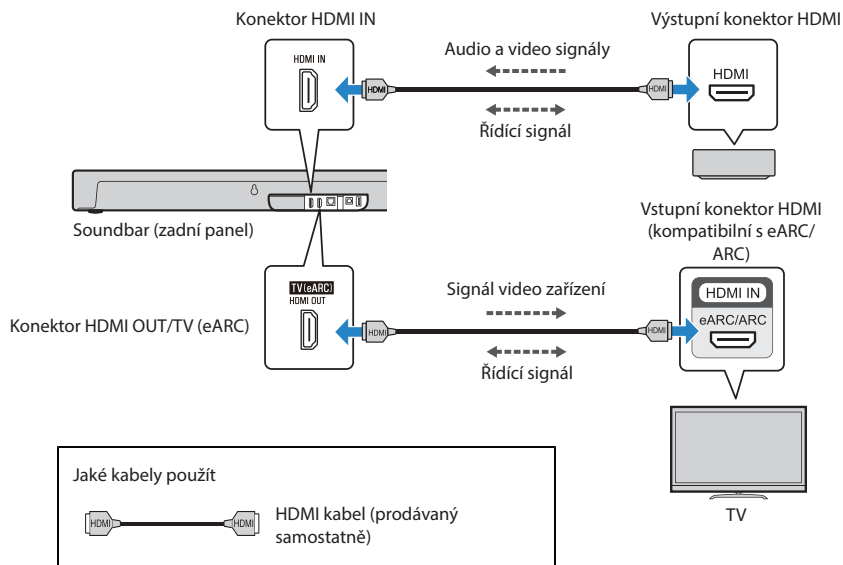 Konektor HDMI IN
Výstupní konektor HDMI
HDMI IN
Audio a video signály
HDMI
HDMI
HDMI
Řídící signál
Soundbar (zadní panel)
Vstupní konektor HDMI
(kompatibilní s eARC/
ARC)
TV(eARC)
HDMI OUT
Signál video zařízení
HDMI IN
eARC/ARC
Konektor HDMI OUT/TV (eARC)
HDMI
HDMI
Řídící signál
TV
Jaké kabely použít
HDMI
HDMI
HDMI kabel (prodávaný
samostatně)